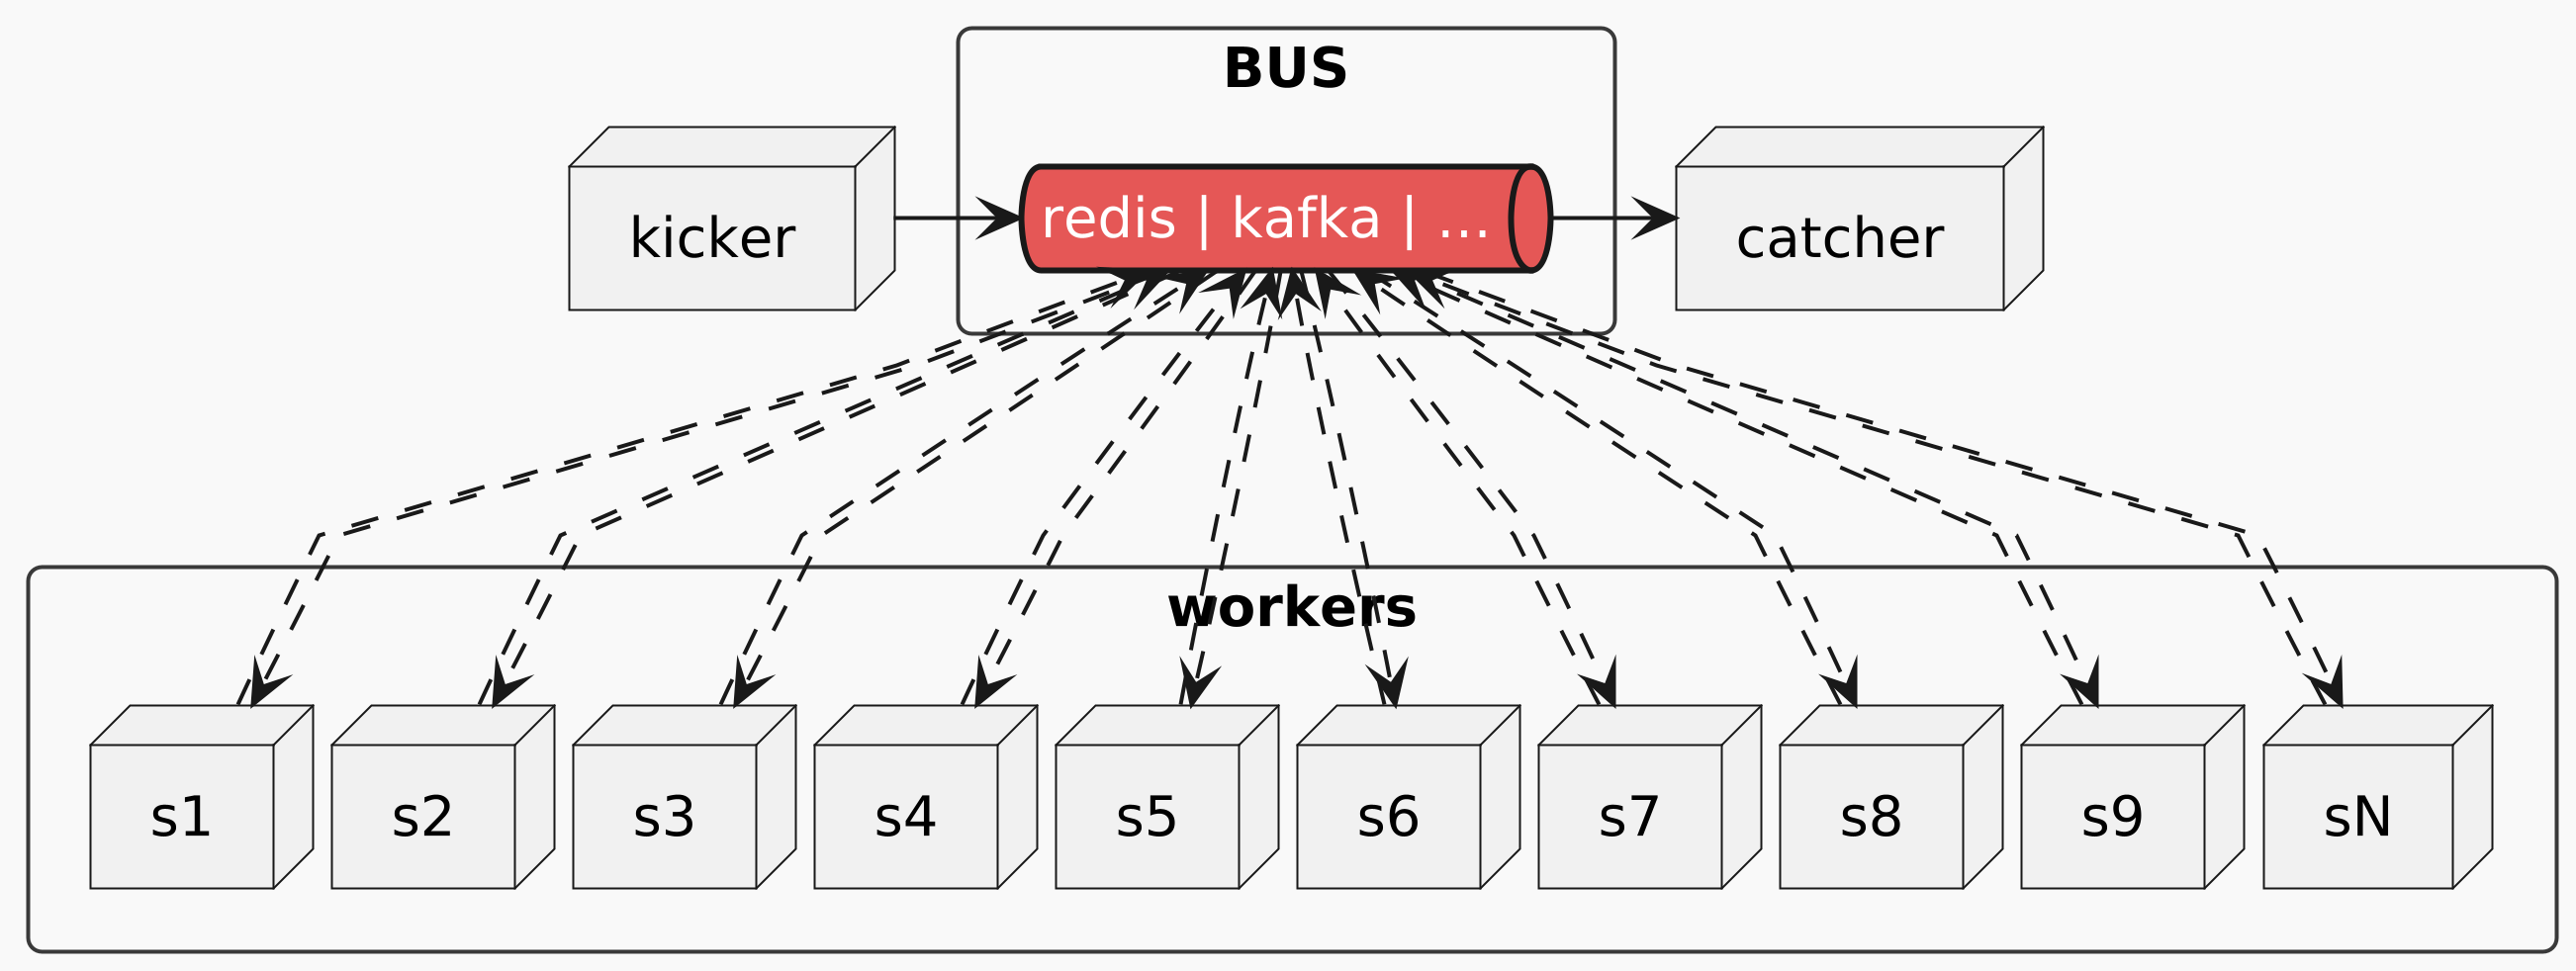 BUS
kicker
redis | kafka | ...
catcher
workers
s1
s2
s3
s4
s5
s6
s7
s8
s9
sN